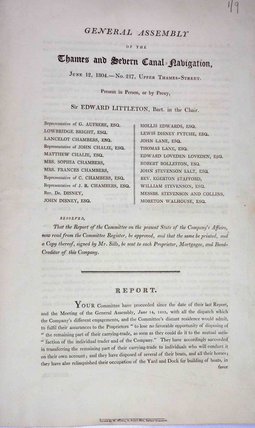 1/9
GENERAL ASSEMBLY
OF THE
Thames and Severn Canal Navigation,
JUNE 12, 1804.—No. 217, UPPER THAMES-STREET.
Present in Person, or by Proxy,
Sir EDWARD LITTLETON, Bart. in the Chair.
Representative of G. AUFRERE, ESQ.
LOWBRIDGE BRIGHT, ESQ.
LANCELOT CHAMBERS, ESQ.
Representative of JOHN CHALIE, ESQ.
MATTHEW CHALIE, ESQ.
MRS. SOPHIA CHAMBERS,
MRS. FRANCES CHAMBERS,
Representative of C. CHAMBERS, ESQ.
Representative of J. R. CHAMBERS, ESQ.
Rev. Dr. DISNEY,
JOHN DISNEY, ESQ.
HOLLIS EDWARDS, ESQ.
LEWIS DISNEY FYTCHE, ESQ.
JOHN LANE, ESQ.
THOMAS LANE, ESQ.
EDWARD LOVEDEN LOVEDEN, ESQ.
ROBERT MOLLESTON, ESQ.
JOHN STEVENSON SALT, ESQ.
REV. EGERTON STAFFORD,
WILLIAM STEVENSON, ESQ.
MESSRS. STEVENSON AND COLLINS,
MORETON WALHOUSE, ESQ.
RESOLVED,
That the Report of the Committee on the present State of the Company's Affairs,
now read from the Committee Register, be approved, and that the same be printed, and
a Copy thereof, signed by Mr. Sills, be sent to each Proprietor, Mortgagee, and Bond-
Creditor of this Company.
REPORT.
YOUR Committee have proceeded since the date of their last Report,
and the Meeting of the General Assembly, June 14, 1803, with all the dispatch which
the Company's different engagements, and the Committee's distant residence would admit,
to fulfil their assurances to the Proprietors "to lose no favorable opportunity of disposing of
"the remaining part of their carrying-trade, as soon as they could do it to the mutual satis-
"faction of the individual trader and of the Company." They have accordingly succeeded
in transferring the remaining part of their carrying-trade to individuals who will conduct it
on their own account; and they have disposed of several of their boats, and all their horses;
they have also relinquished their occupation of the Yard and Dock for building of boats, in
favor